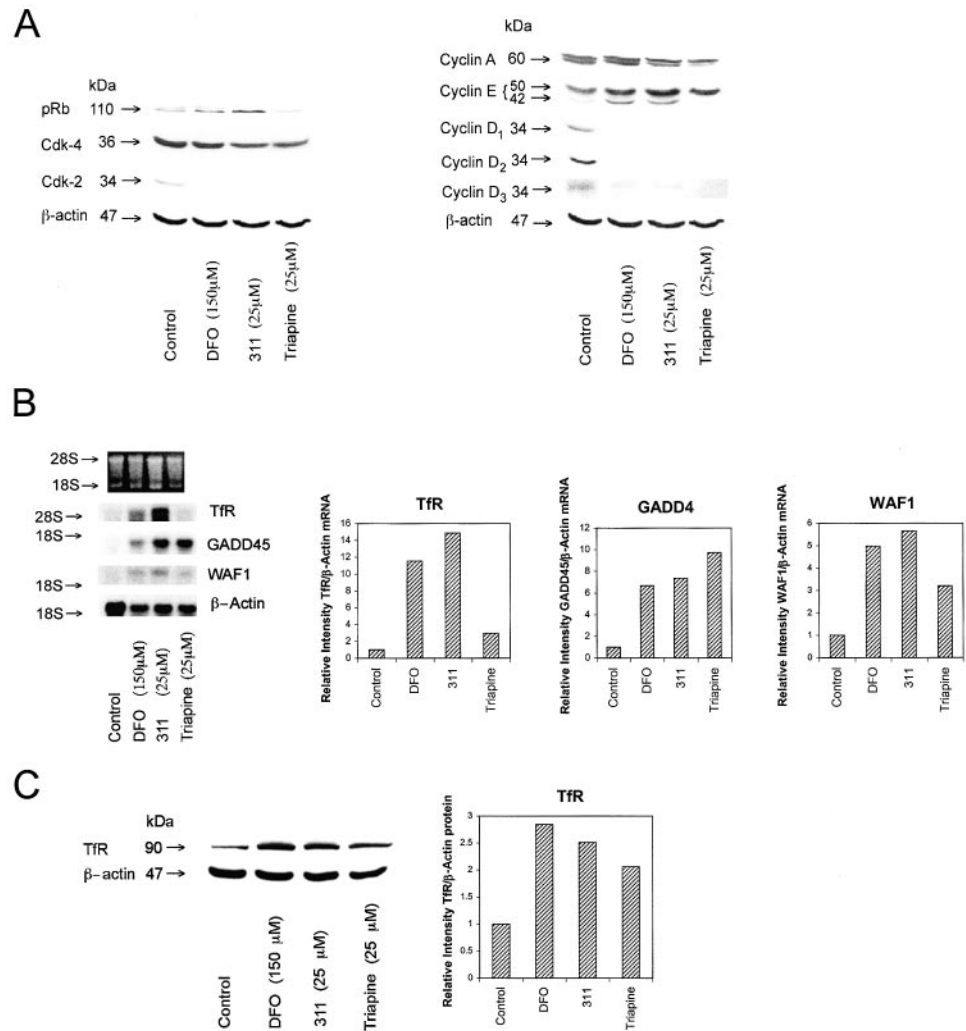 A
kDa
pRb 110 →
Cdk-4 36 →
Cdk-2 34 →
β-actin 47 →
Control
DFO (150μM)
311 (25μM)
Triapine (25μM)
kDa
Cyclin A 60 →
Cyclin E { 50 →
42 →
Cyclin D1 34 →
Cyclin D2 34 →
Cyclin D3 34 →
β-actin 47 →
Control
DFO (150μM)
311 (25μM)
Triapine (25μM)
B
28S →
18S →
28S → TfR
18S → GADD45
18S → WAF1
18S → β-Actin
Control
DFO (150μM)
311 (25μM)
Triapine (25μM)
TfR
Relative Intensity TfR/β-Actin mRNA
16
14
12
10
8
6
4
2
0
Control
DFO
311
Triapine
GADD4
Relative Intensity GADD45/β-Actin mRNA
12
10
8
6
4
2
0
Control
DFO
311
Triapine
WAF1
Relative Intensity WAF1/β-Actin mRNA
6
5
4
3
2
1
0
Control
DFO
311
Triapine
C
kDa
TfR 90 →
β-actin 47 →
Control
DFO (150 μM)
311 (25 μM)
Triapine (25 μM)
TfR
Relative Intensity TfR/β-Actin protein
3
2.5
2
1.5
1
0.5
0
Control
DFO
311
Triapine